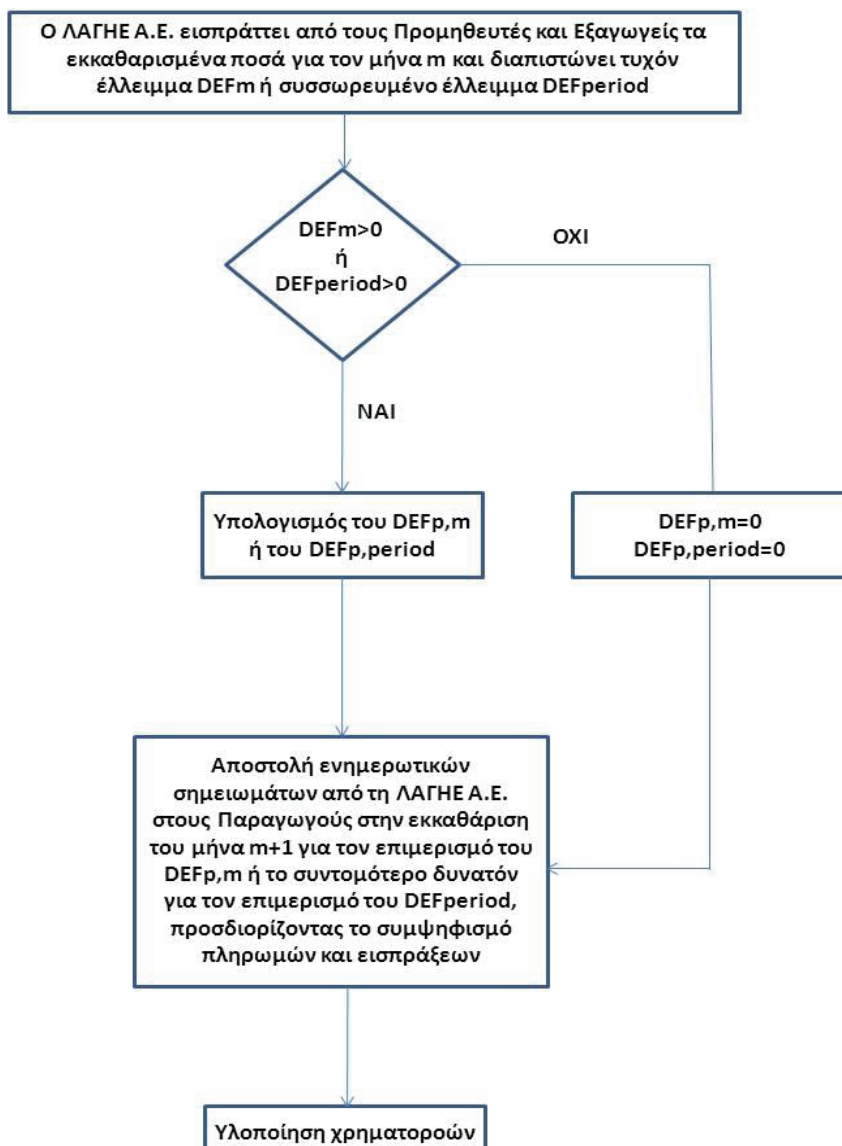 Ο ΛΑΓΗΕ Α.Ε. εισπράττει από τους Προμηθευτές και Εξαγωγείς τα
εκκαθαρισμένα ποσά για τον μήνα m και διαπιστώνει τυχόν
έλλειμμα DEFm ή συσσωρευμένο έλλειμμα DEFperiod
DEFm>0
ή
DEFperiod>0
ΟΧΙ
ΝΑΙ
Υπολογισμός του DEFp,m
ή του DEFp,period
DEFp,m=0
DEFp,period=0
Αποστολή ενημερωτικών
σημειωμάτων από τη ΛΑΓΗΕ Α.Ε.
στους Παραγωγούς στην εκκαθάριση
του μήνα m+1 για τον επιμερισμό του
DEFp,m ή το συντομότερο δυνατόν
για τον επιμερισμό του DEFperiod,
προσδιορίζοντας το συμψηφισμό
πληρωμών και εισπράξεων
Υλοποίηση χρηματοροών